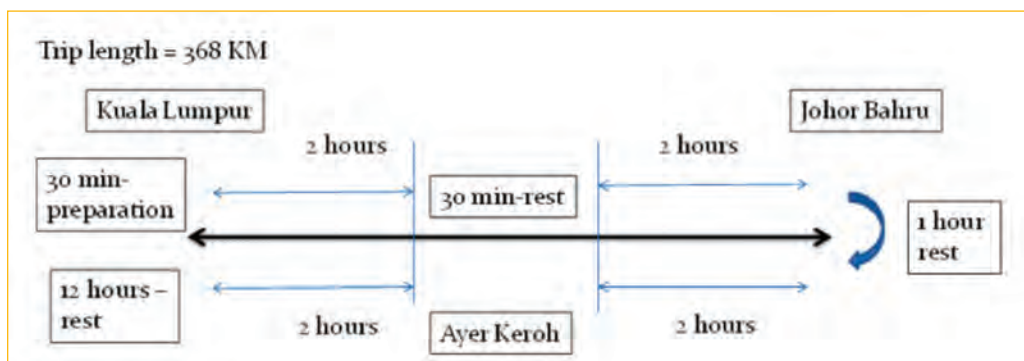 Trip length = 368 KM
Kuala Lumpur
Johor Bahru
2 hours
2 hours
30 min-
preparation
30 min-rest
1 hour
rest
12 hours –
rest
2 hours
Ayer Keroh
2 hours